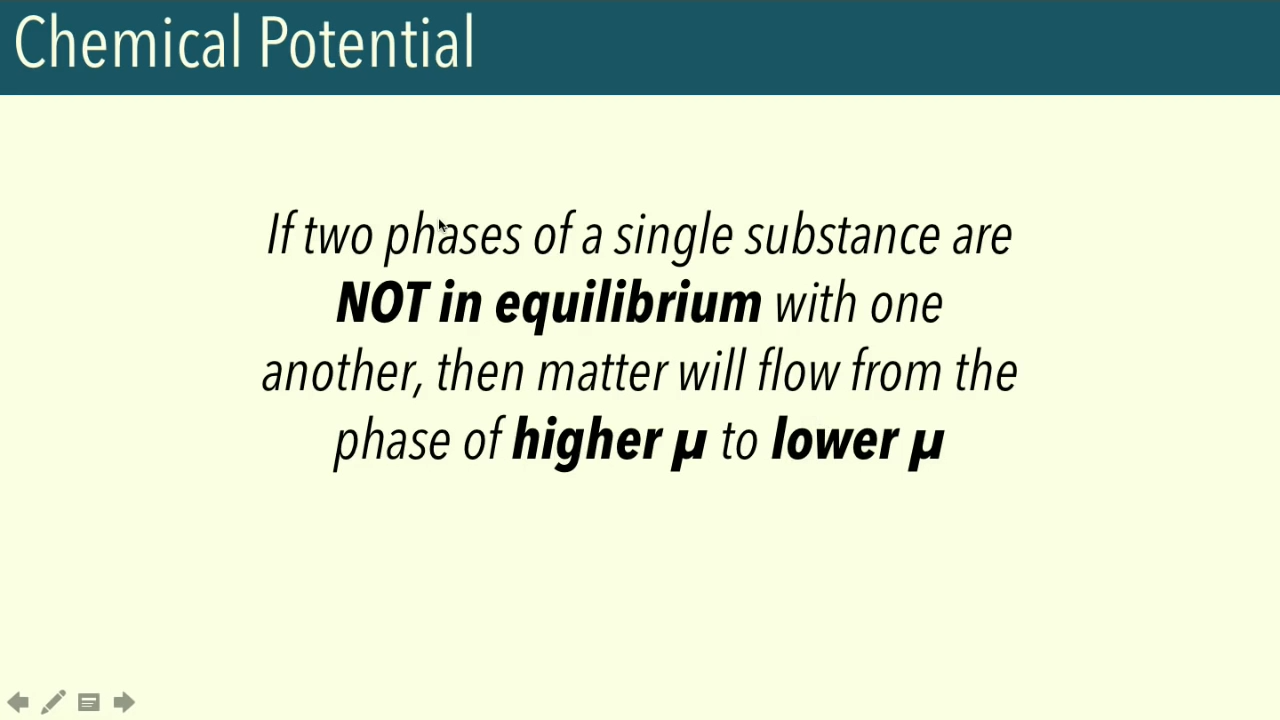 Chemical Potential
If two phases of a single substance are
NOT in equilibrium with one
another, then matter will flow from the
phase of higher μ to lower μ